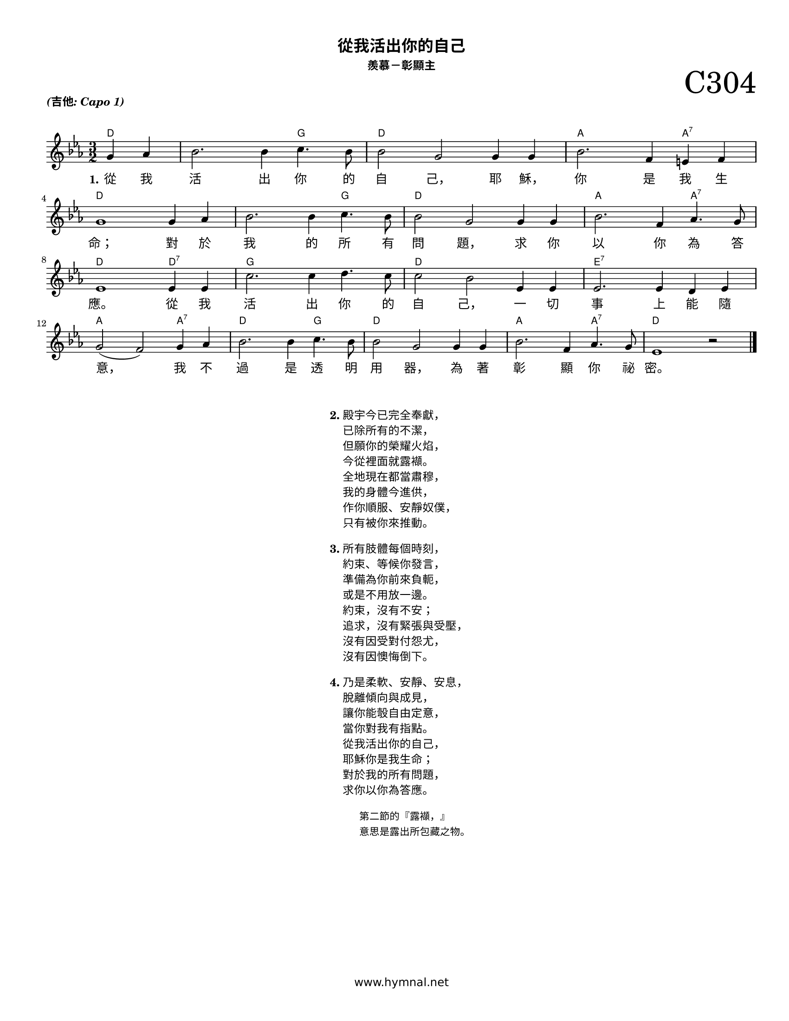 從我活出你的自己
羨慕－彰顯主
C304
(吉他: Capo 1)
D G D A A7
1. 從 我 活 出 你 的 自 己， 耶 穌， 你 是 我 生
4 D G D A A7
命； 對 於 我 的 所 有 問 題， 求 你 以 你 為 答
8 D D7 G D E7
應。 從 我 活 出 你 的 自 己， 一 切 事 上 能 隨
12 A A7 D G D A A7 D
意， 我 不 過 是 透 明 用 器， 為 著 彰 顯 你 祕 密。
2. 殿宇今已完全奉獻，
已除所有的不潔，
但願你的榮耀火焰，
今從裡面就露襭。
全地現在都當肅穆，
我的身體今進供，
作你順服、安靜奴僕，
只有被你來推動。
3. 所有肢體每個時刻，
約束、等候你發言，
準備為你前來負軛，
或是不用放一邊。
約束，沒有不安；
追求，沒有緊張與受壓，
沒有因受對付怨尤，
沒有因懊悔倒下。
4. 乃是柔軟、安靜、安息，
脫離傾向與成見，
讓你能彀自由定意，
當你對我有指點。
從我活出你的自己，
耶穌你是我生命；
對於我的所有問題，
求你以你為答應。
第二節的『露襭，』
意思是露出所包藏之物。
www.hymnal.net